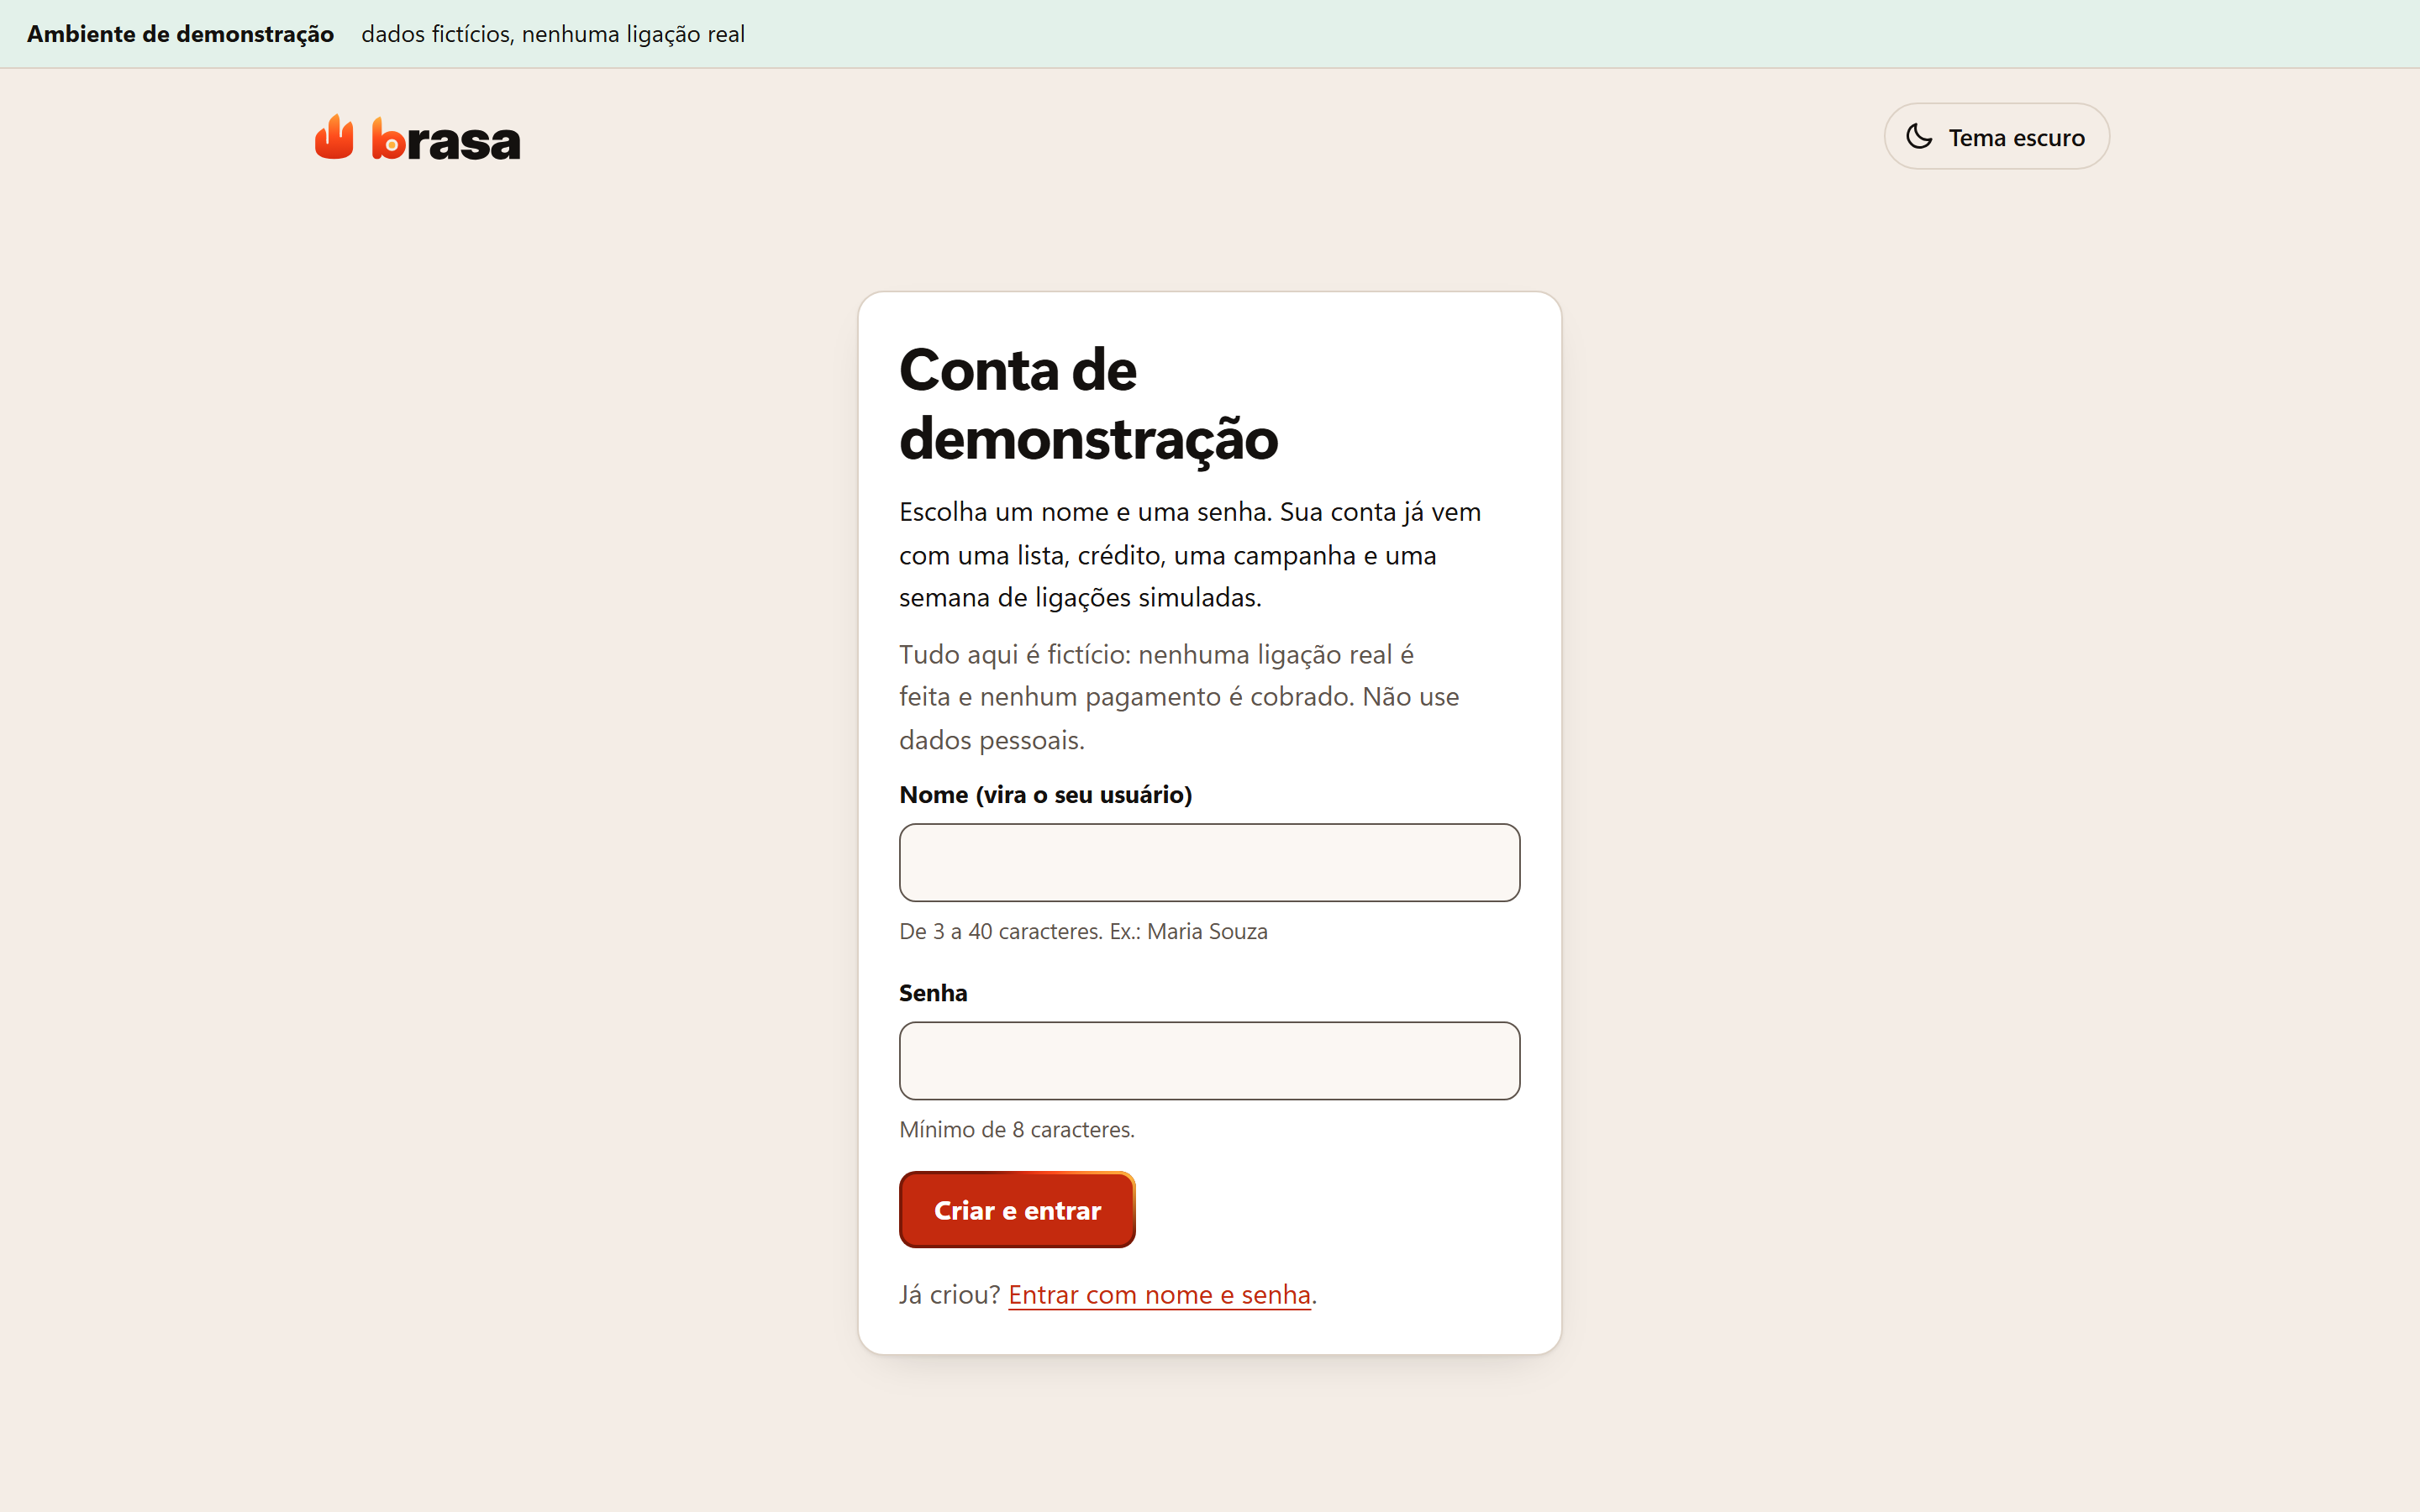 Ambiente de demonstração dados fictícios, nenhuma ligação real
brasa
Tema escuro
Conta de
demonstração
Escolha um nome e uma senha. Sua conta já vem
com uma lista, crédito, uma campanha e uma
semana de ligações simuladas.
Tudo aqui é fictício: nenhuma ligação real é
feita e nenhum pagamento é cobrado. Não use
dados pessoais.
Nome (vira o seu usuário)
De 3 a 40 caracteres. Ex.: Maria Souza
Senha
Mínimo de 8 caracteres.
Criar e entrar
Já criou? Entrar com nome e senha.